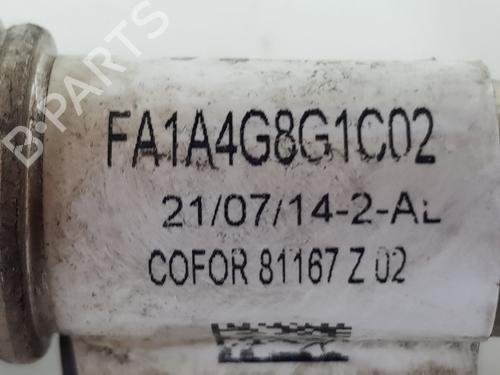 B-PARTS
FA1A4G8G1C02
21/07/14-2-AL
COFOR 81167 Z 02